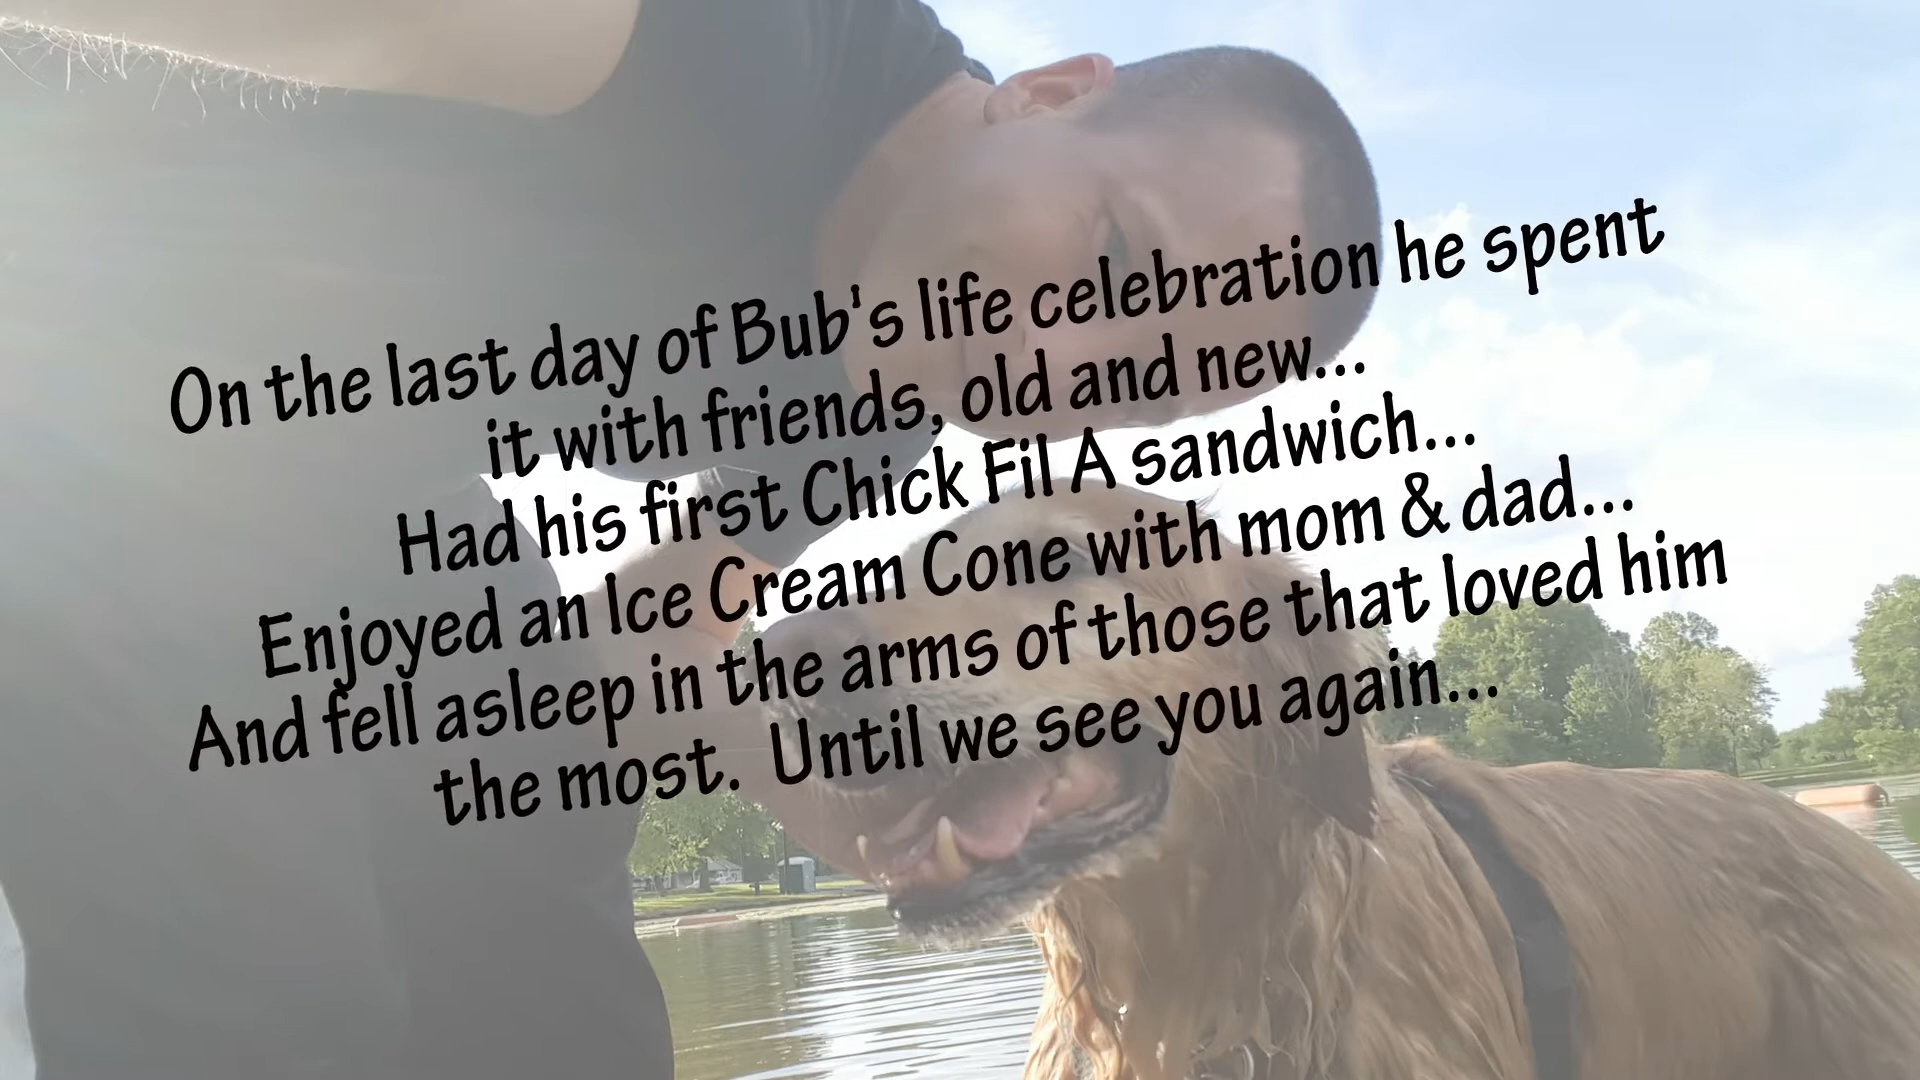 On the last day of Bub's life celebration he spent
it with friends, old and new...
Had his first Chick Fil A sandwich...
Enjoyed an Ice Cream Cone with mom & dad...
And fell asleep in the arms of those that loved him
the most.  Until we see you again...